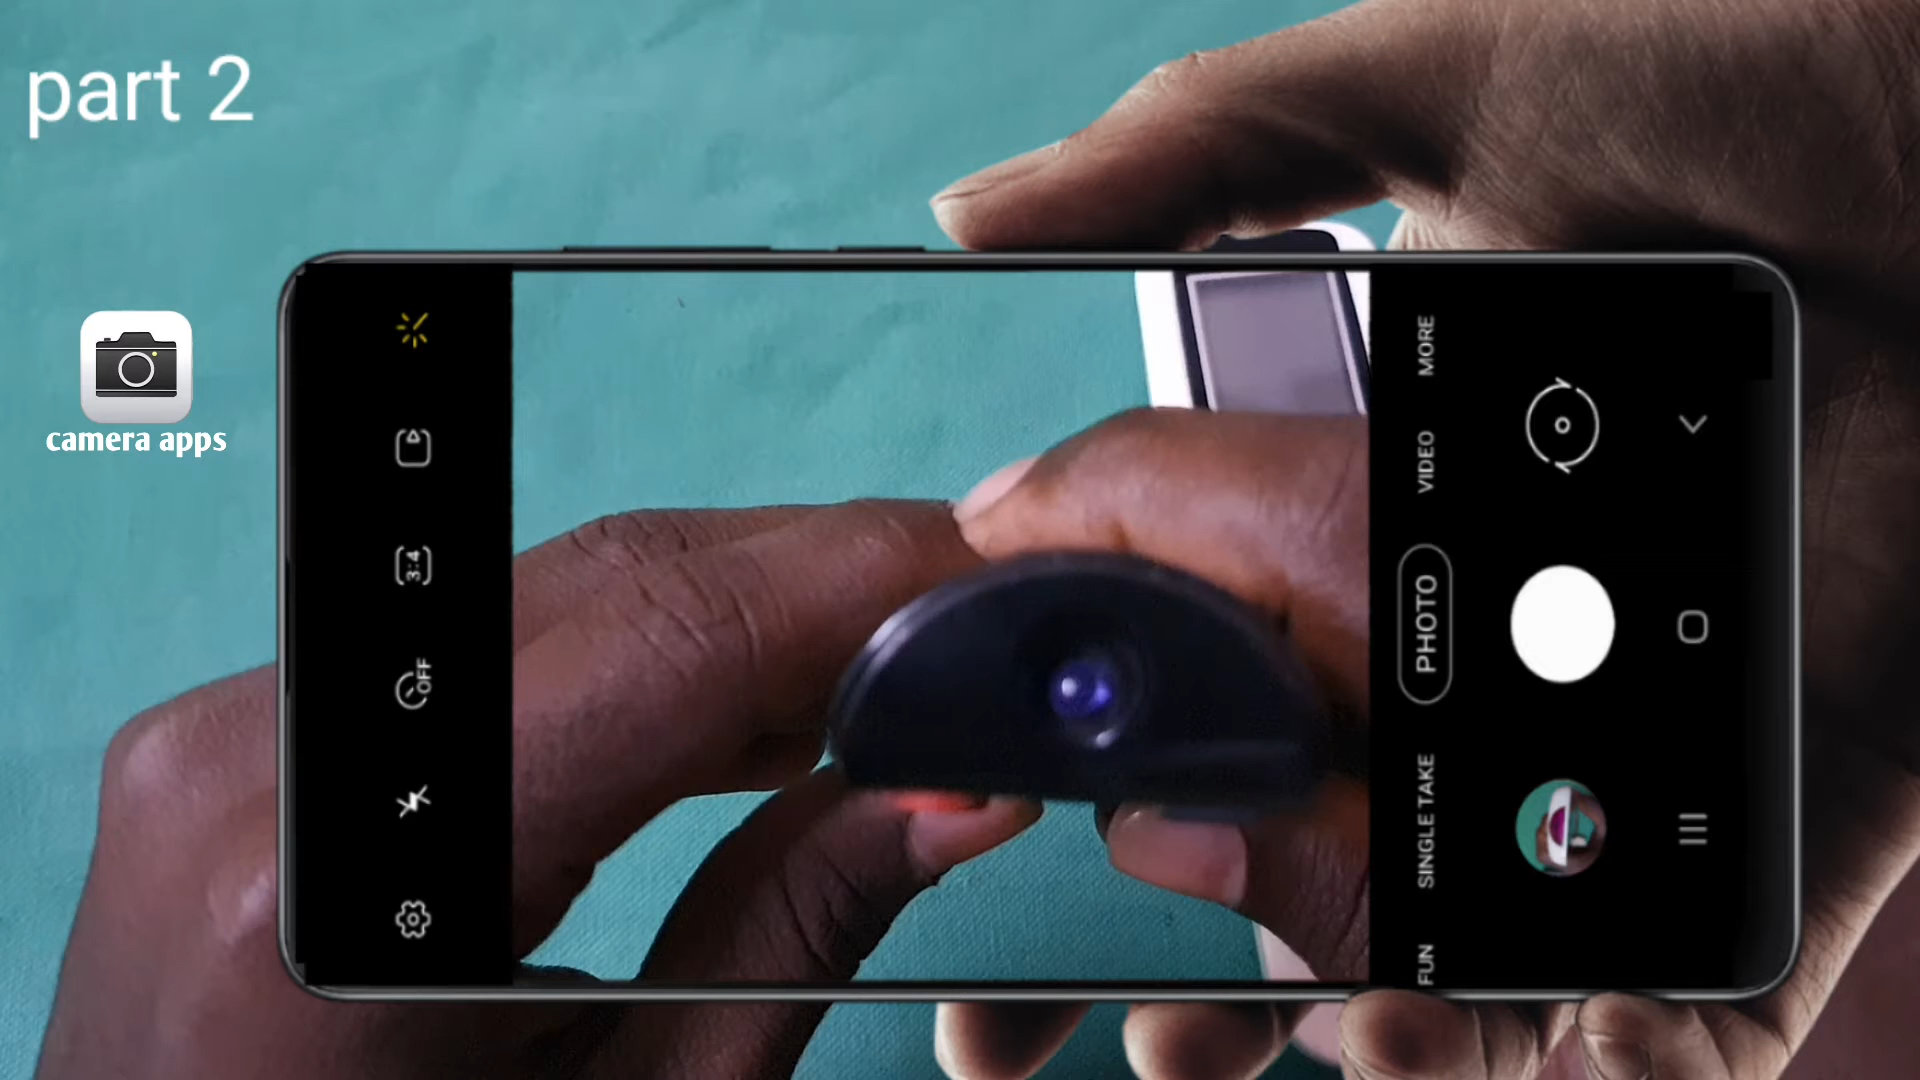 part 2
camera apps
3:4
OFF
MORE
VIDEO
PHOTO
SINGLE TAKE
FUN